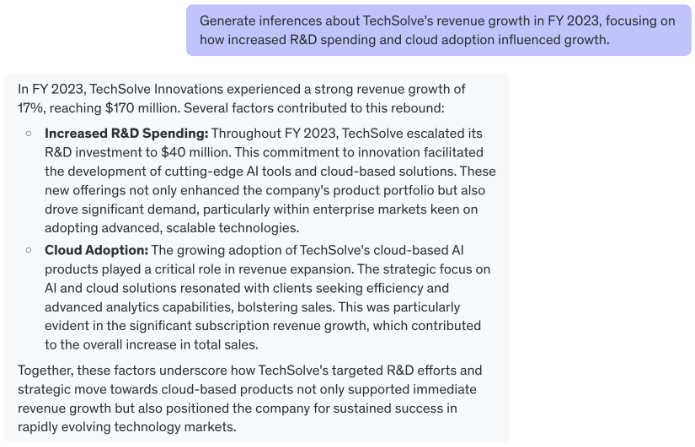 Generate inferences about TechSolve's revenue growth in FY 2023, focusing on
how increased R&D spending and cloud adoption influenced growth.
In FY 2023, TechSolve Innovations experienced a strong revenue growth of
17%, reaching $170 million. Several factors contributed to this rebound:
○ Increased R&D Spending: Throughout FY 2023, TechSolve escalated its
R&D investment to $40 million. This commitment to innovation facilitated
the development of cutting-edge AI tools and cloud-based solutions. These
new offerings not only enhanced the company's product portfolio but also
drove significant demand, particularly within enterprise markets keen on
adopting advanced, scalable technologies.
○ Cloud Adoption: The growing adoption of TechSolve's cloud-based AI
products played a critical role in revenue expansion. The strategic focus on
AI and cloud solutions resonated with clients seeking efficiency and
advanced analytics capabilities, bolstering sales. This was particularly
evident in the significant subscription revenue growth, which contributed
to the overall increase in total sales.
Together, these factors underscore how TechSolve's targeted R&D efforts and
strategic move towards cloud-based products not only supported immediate
revenue growth but also positioned the company for sustained success in
rapidly evolving technology markets.